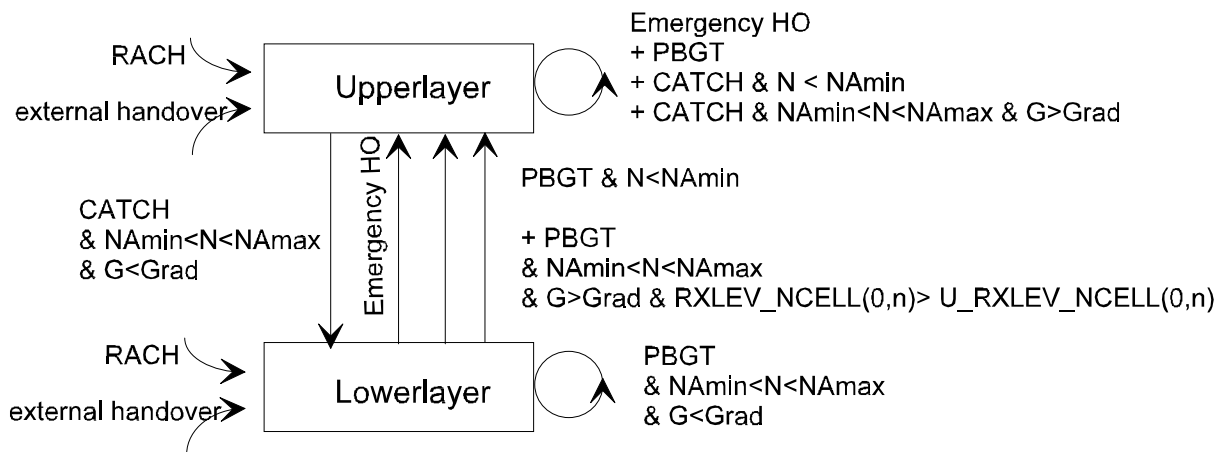 RACH
external handover
Upperlayer
Emergency HO
+ PBGT
+ CATCH & N < NAmin
+ CATCH & NAmin<N<NAmax & G>Grad
CATCH
& NAmin<N<NAmax
& G<Grad
Emergency HO
PBGT & N<NAmin
+ PBGT
& NAmin<N<NAmax
& G>Grad & RXLEV_NCELL(0,n)> U_RXLEV_NCELL(0,n)
RACH
external handover
Lowerlayer
PBGT
& NAmin<N<NAmax
& G<Grad